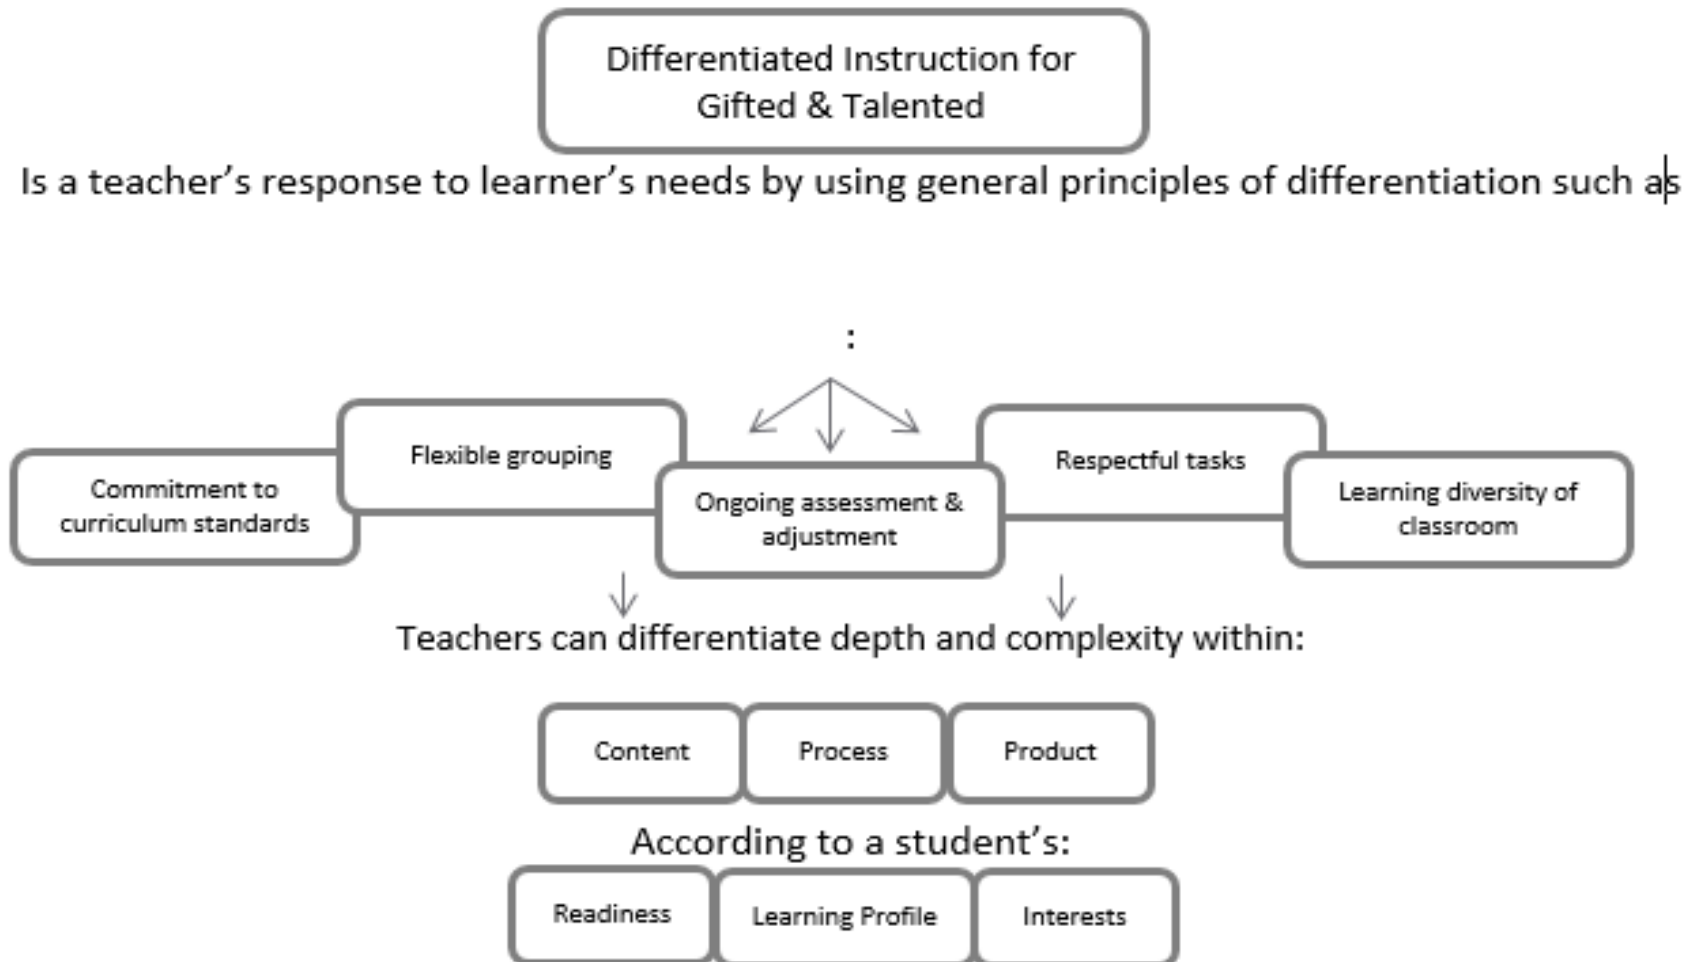 Differentiated Instruction for
Gifted & Talented
Is a teacher’s response to learner’s needs by using general principles of differentiation such as
:
Commitment to
curriculum standards
Flexible grouping
Ongoing assessment &
adjustment
Respectful tasks
Learning diversity of
classroom
Teachers can differentiate depth and complexity within:
Content
Process
Product
According to a student’s:
Readiness
Learning Profile
Interests